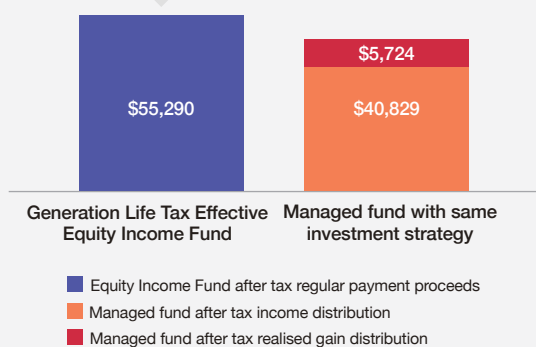 $5,724
$55,290
$40,829
Generation Life Tax Effective
Equity Income Fund
Managed fund with same
investment strategy
Equity Income Fund after tax regular payment proceeds
Managed fund after tax income distribution
Managed fund after tax realised gain distribution